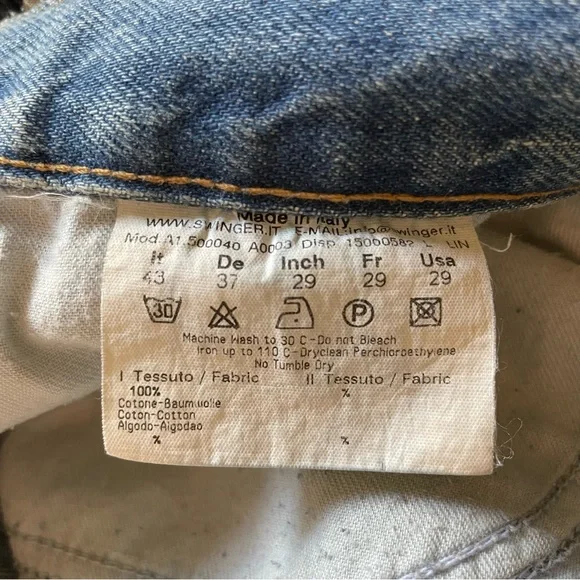 Made in Italy
WWW.SWINGER.IT E-MAIL:info@swinger.it
Mod A1.500040 A0003 Disp 15060582 L LIN
It De Inch Fr Usa
43 37 29 29 29
30 P
Machine Wash to 30 C-Do not Bleach
Iron up to 110 C-Dryclean Perchloroethylene
No Tumble Dry
I Tessuto / Fabric II Tessuto / Fabric
100% %
Cotone-Baumwolle
Coton-Cotton
Algodo-Algodao
% %